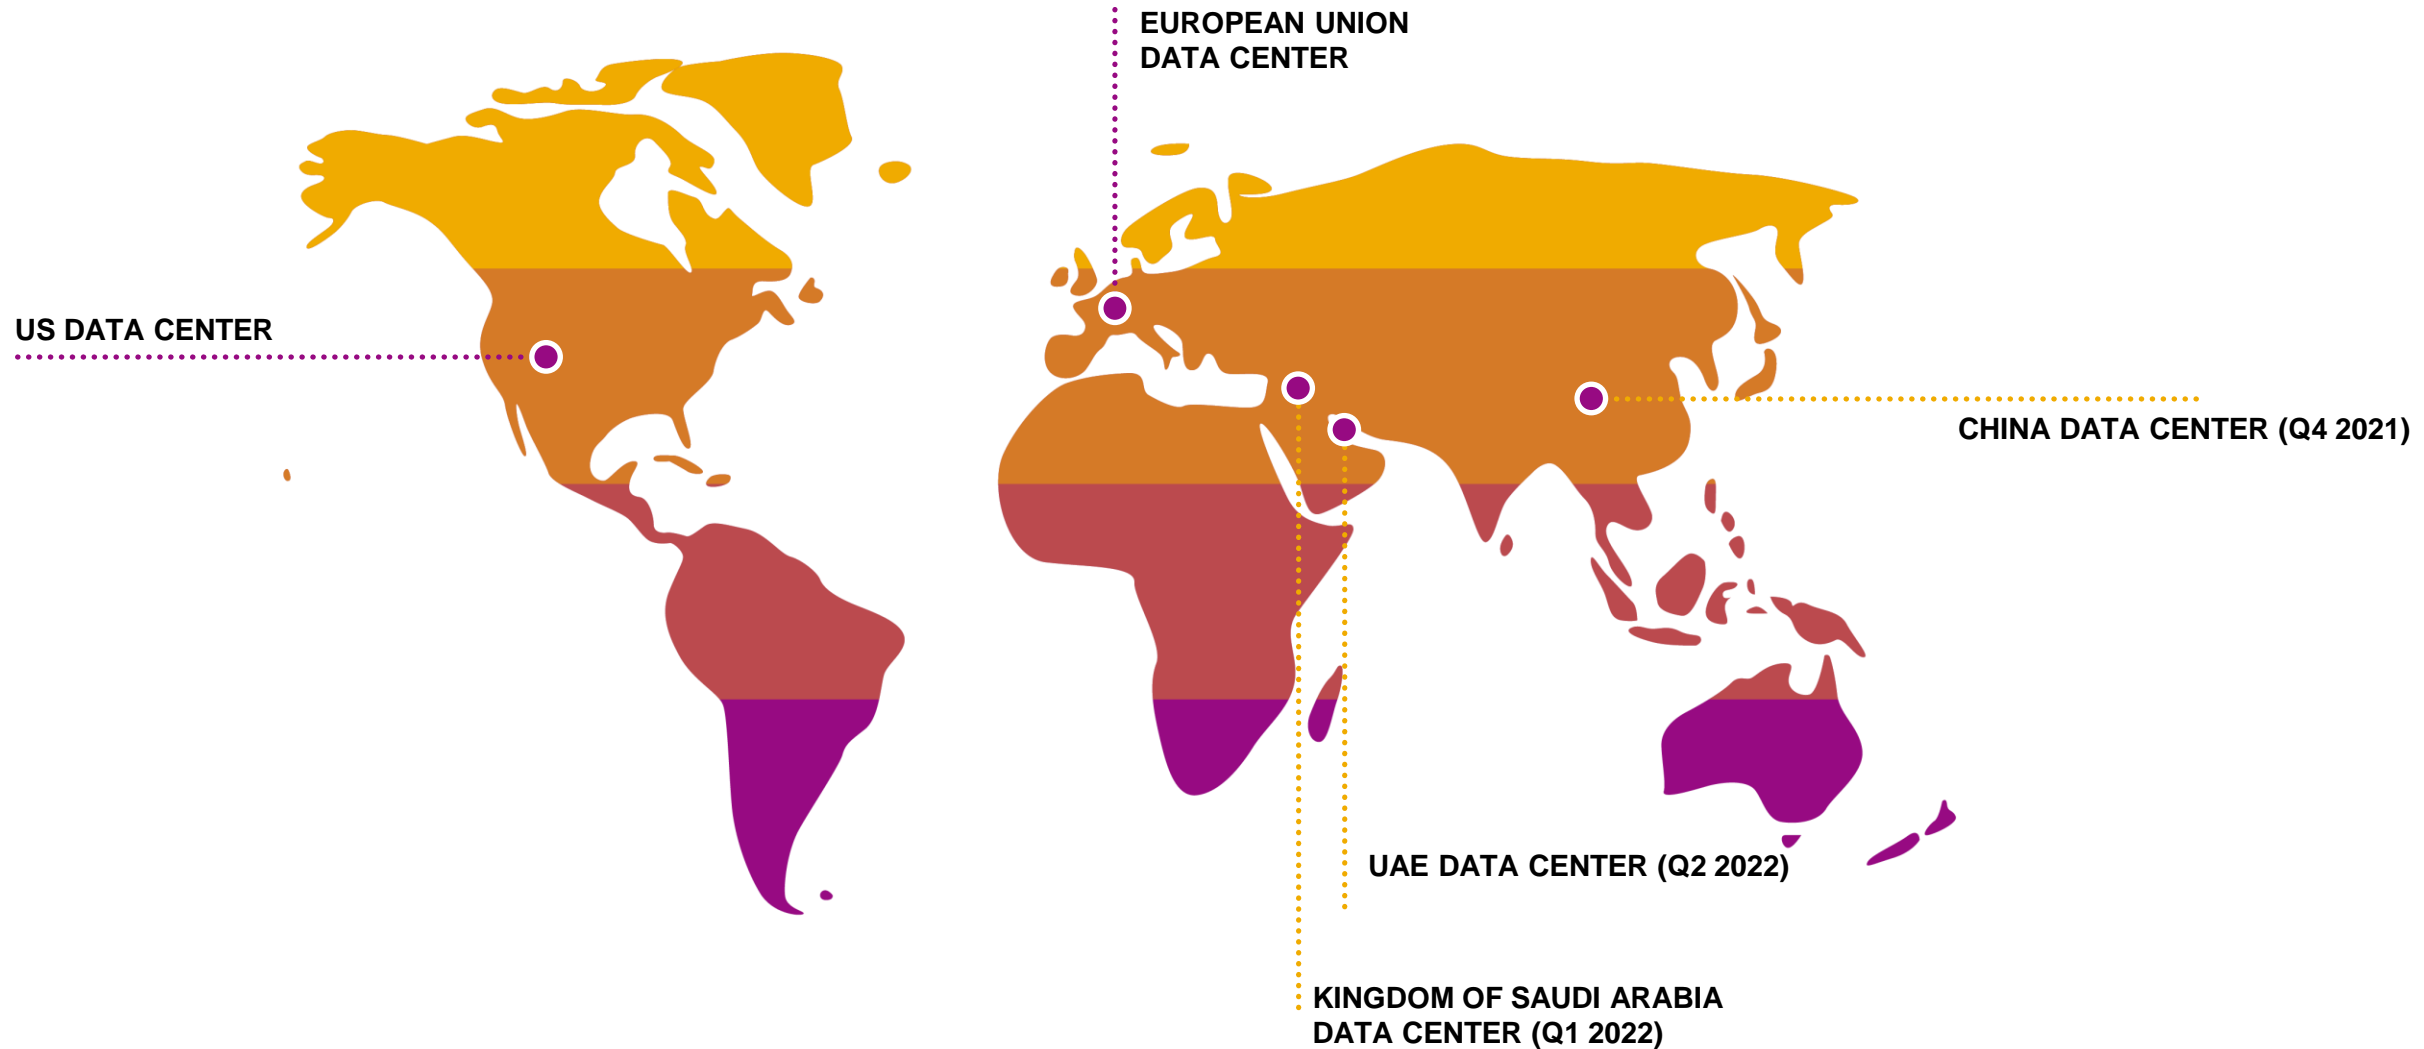 EUROPEAN UNION
DATA CENTER
US DATA CENTER
CHINA DATA CENTER (Q4 2021)
UAE DATA CENTER (Q2 2022)
KINGDOM OF SAUDI ARABIA
DATA CENTER (Q1 2022)